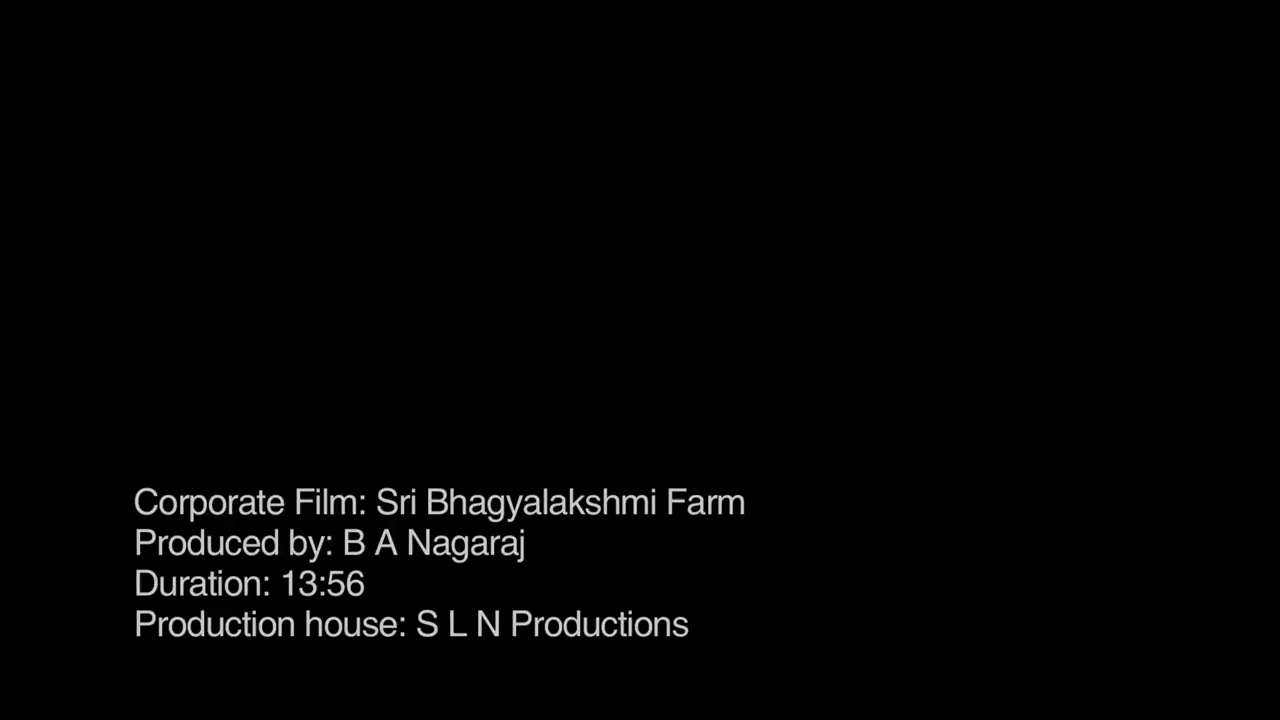 Corporate Film: Sri Bhagyalakshmi Farm
Produced by: B A Nagaraj
Duration: 13:56
Production house: S L N Productions